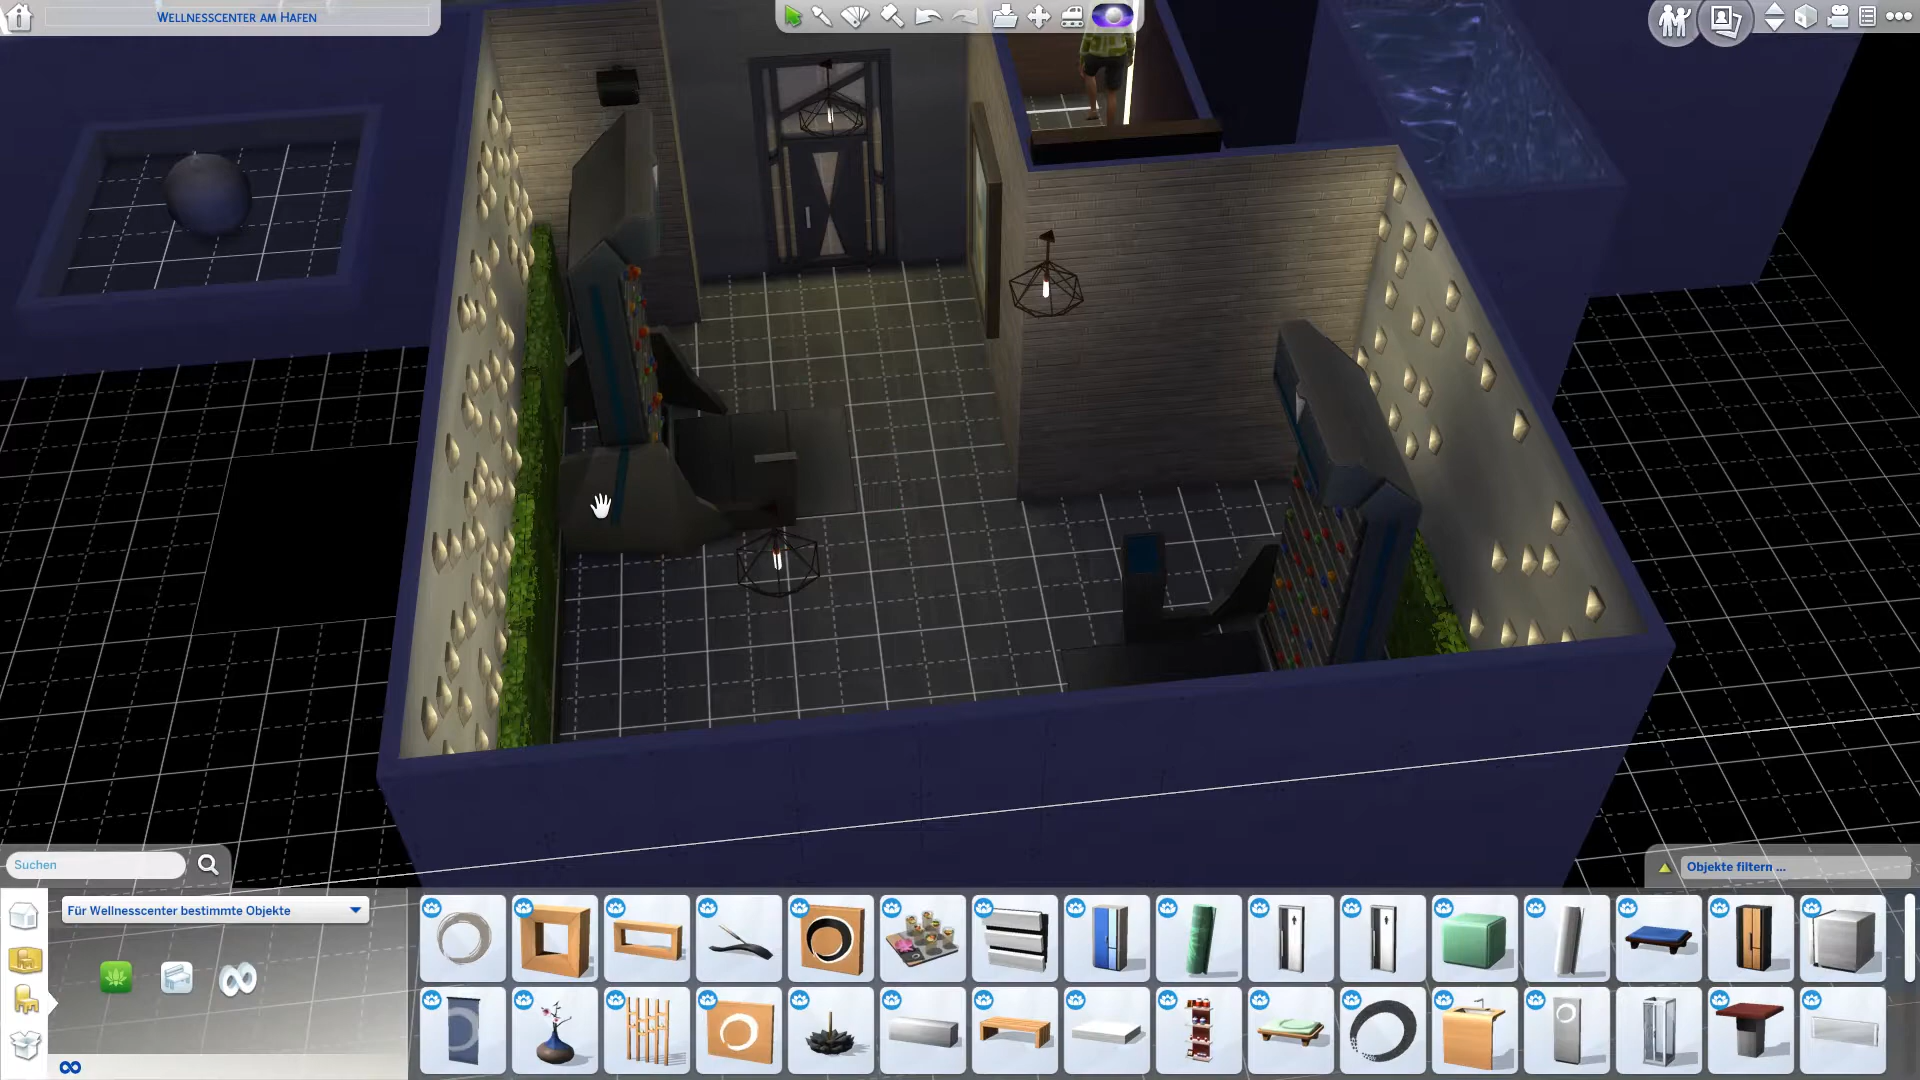 Wellnesscenter am Hafen
Suchen
Objekte filtern ...
Für Wellnesscenter bestimmte Objekte